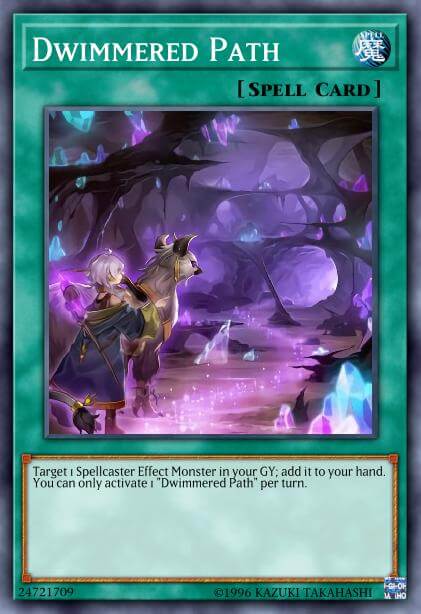 Dwimmered Path
SPELL
魔
[Spell Card]
Target 1 Spellcaster Effect Monster in your GY; add it to your hand.
You can only activate 1 "Dwimmered Path" per turn.
24721709
©1996 KAZUKI TAKAHASHI